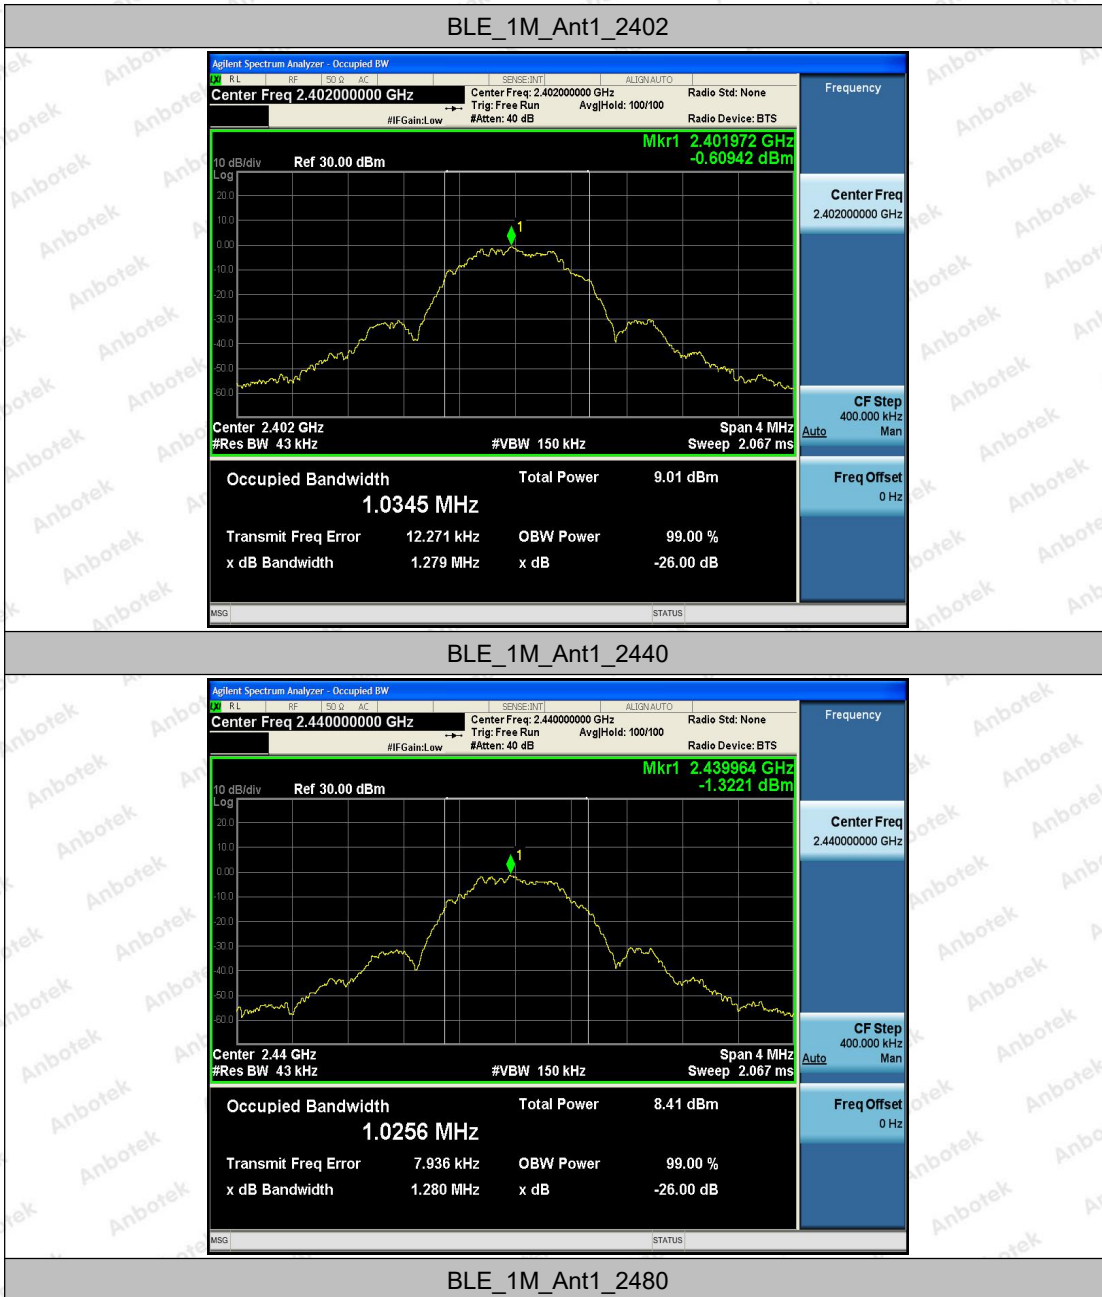 BLE_1M_Ant1_2402
Agilent Spectrum Analyzer - Occupied BW
LXI RL RF 50 Ω AC SENSE:INT ALIGNAUTO
Center Freq 2.402000000 GHz
Center Freq: 2.402000000 GHz Radio Std: None
Trig: Free Run Avg|Hold: 100/100
#IFGain:Low #Atten: 40 dB Radio Device: BTS
Mkr1 2.401972 GHz
-0.60942 dBm
10 dB/div Ref 30.00 dBm
Log
20.0
10.0
0.00
-10.0
-20.0
-30.0
-40.0
-50.0
-60.0
1
Center 2.402 GHz Span 4 MHz
#Res BW 43 kHz #VBW 150 kHz Sweep 2.067 ms
Occupied Bandwidth Total Power 9.01 dBm
1.0345 MHz
Transmit Freq Error 12.271 kHz OBW Power 99.00 %
x dB Bandwidth 1.279 MHz x dB -26.00 dB
MSG STATUS
Frequency
Center Freq
2.402000000 GHz
CF Step
400.000 kHz
Auto Man
Freq Offset
0 Hz
BLE_1M_Ant1_2440
Agilent Spectrum Analyzer - Occupied BW
LXI RL RF 50 Ω AC SENSE:INT ALIGNAUTO
Center Freq 2.440000000 GHz
Center Freq: 2.440000000 GHz Radio Std: None
Trig: Free Run Avg|Hold: 100/100
#IFGain:Low #Atten: 40 dB Radio Device: BTS
Mkr1 2.439964 GHz
-1.3221 dBm
10 dB/div Ref 30.00 dBm
Log
20.0
10.0
0.00
-10.0
-20.0
-30.0
-40.0
-50.0
-60.0
1
Center 2.44 GHz Span 4 MHz
#Res BW 43 kHz #VBW 150 kHz Sweep 2.067 ms
Occupied Bandwidth Total Power 8.41 dBm
1.0256 MHz
Transmit Freq Error 7.936 kHz OBW Power 99.00 %
x dB Bandwidth 1.280 MHz x dB -26.00 dB
MSG STATUS
Frequency
Center Freq
2.440000000 GHz
CF Step
400.000 kHz
Auto Man
Freq Offset
0 Hz
BLE_1M_Ant1_2480
Anbotek